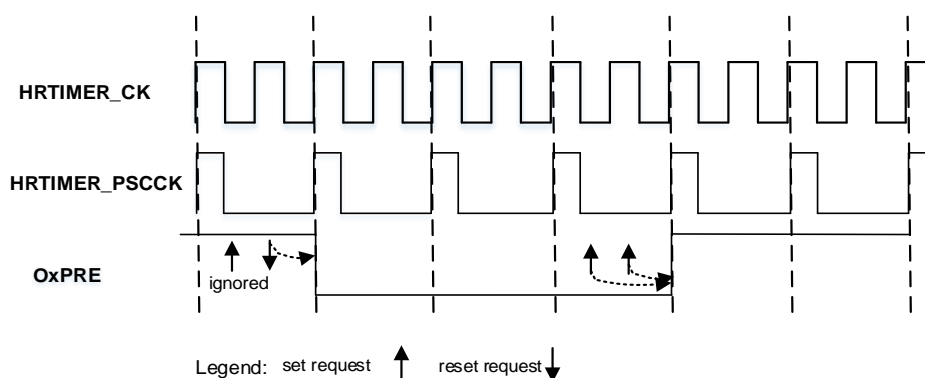 HRTIMER_CK
HRTIMER_PSCCK
ignored
OxPRE
Legend: set request reset request